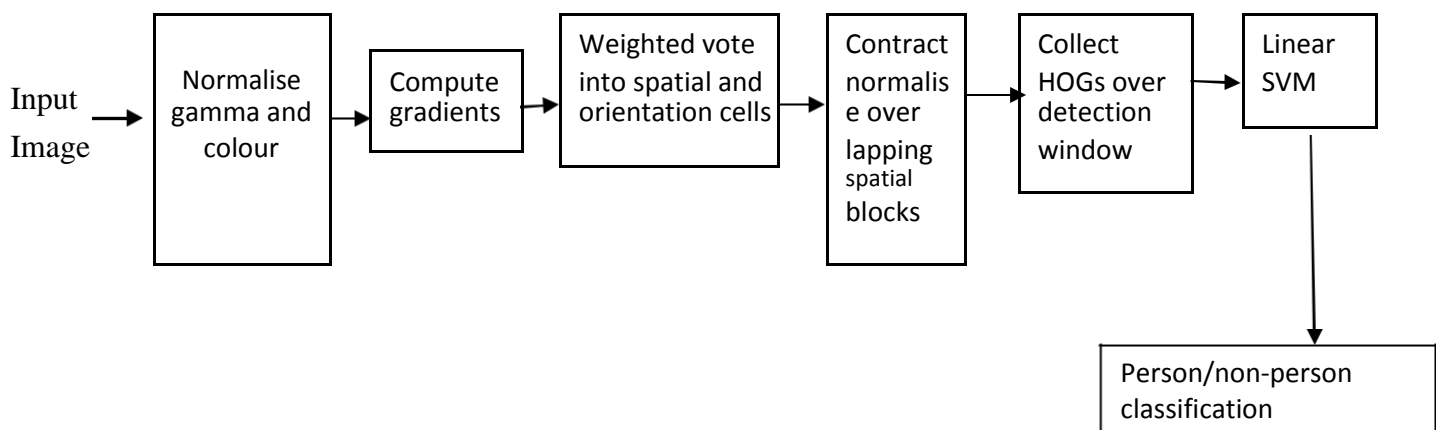 Input
Image
Normalise
gamma and
colour
Compute
gradients
Weighted vote
into spatial and
orientation cells
Contract
normalis
e over
lapping
spatial
blocks
Collect
HOGs over
detection
window
Linear
SVM
Person/non-person
classification